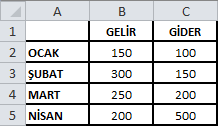 A B C
1 GELİR GİDER
2 OCAK 150 100
3 ŞUBAT 300 150
4 MART 250 200
5 NİSAN 200 500